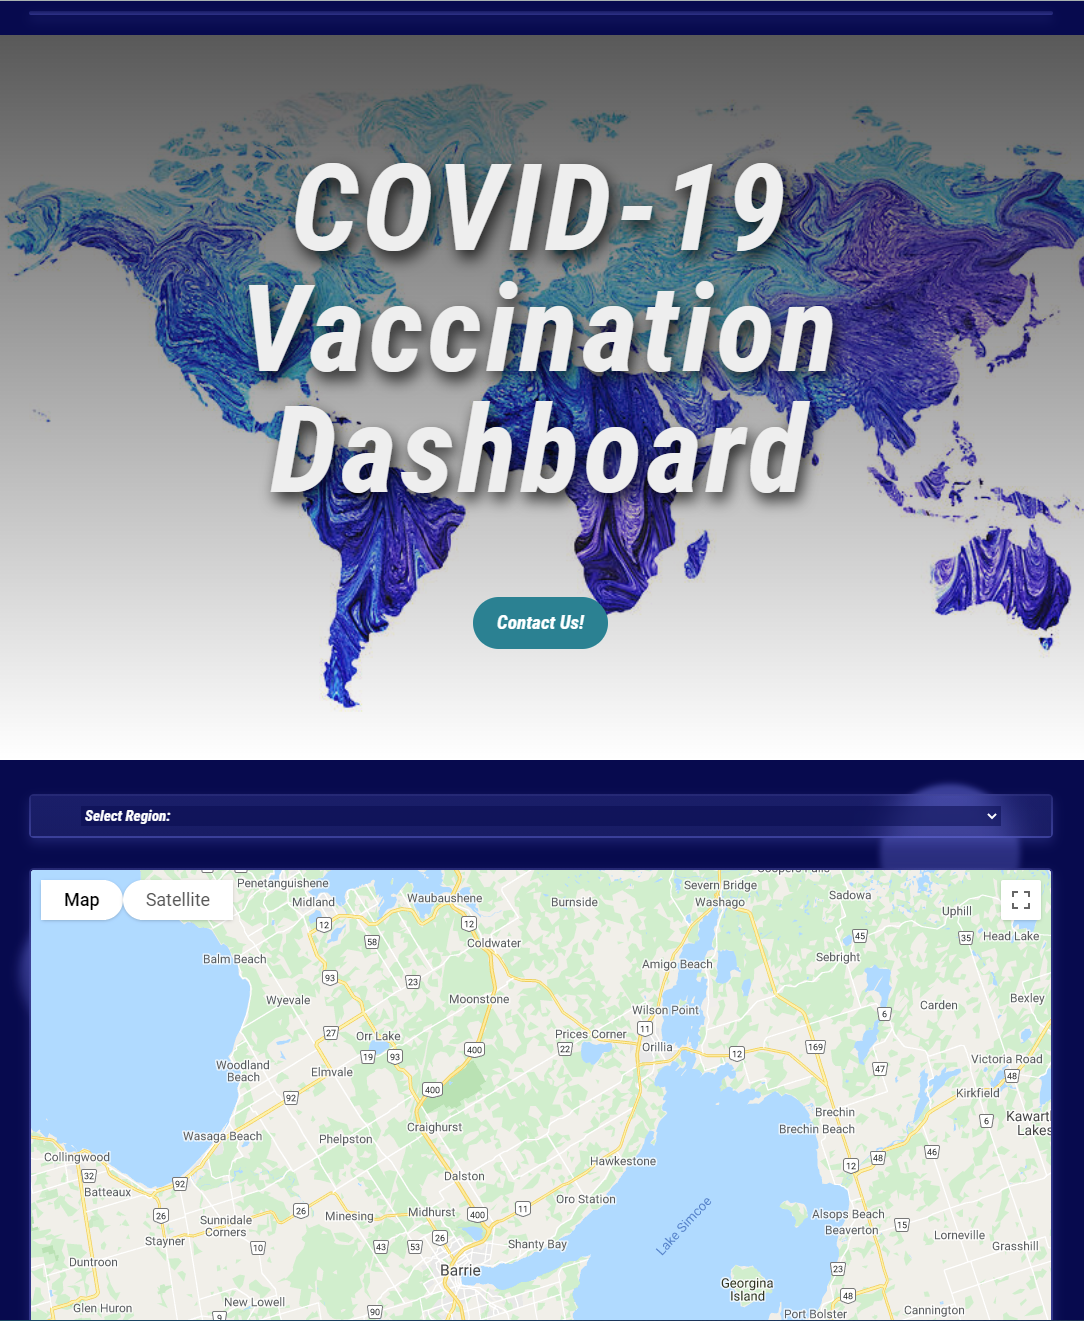 COVID-19
Vaccination
Dashboard
Contact Us!
Select Region:
Map
Satellite
Penetanguishene
Midland
Waubaushene
Burnside
Severn Bridge
Washago
Sadowa
Uphill
Head Lake
12
12
58
Coldwater
45
35
Balm Beach
Amigo Beach
Sebright
93
23
Wyevale
Moonstone
Wilson Point
Carden
Bexley
6
27
Orr Lake
Prices Corner
11
19
93
400
22
Orillia
12
169
Woodland
Beach
Elmvale
47
Victoria Road
48
92
400
Kirkfield
Wasaga Beach
Phelpston
Craighurst
Brechin
Brechin Beach
6
Kawart
Lakes
Collingwood
Hawkestone
48
46
12
32
92
Dalston
Batteaux
Oro Station
26
Sunnidale
Corners
26
Minesing
Midhurst
400
11
Lake Simcoe
Alsops Beach
Beaverton
15
Stayner
10
43
53
26
Shanty Bay
Lorneville
Grasshill
Duntroon
Barrie
23
Georgina
Island
48
Glen Huron
New Lowell
90
9
Port Bolster
Cannington